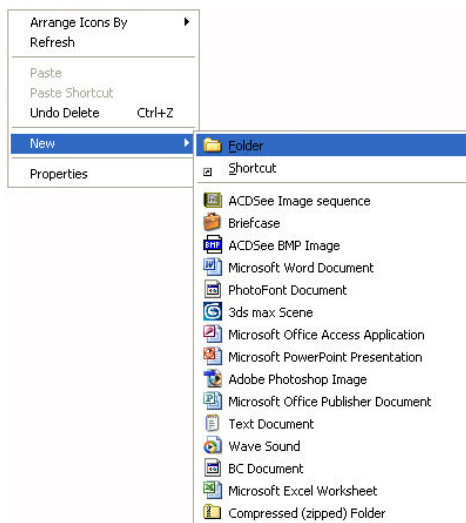 Arrange Icons By
Refresh
Paste
Paste Shortcut
Undo Delete Ctrl+Z
New
Properties
Folder
Shortcut
ACDSee Image sequence
Briefcase
BMP ACDSee BMP Image
Microsoft Word Document
PhotoFont Document
3ds max Scene
Microsoft Office Access Application
Microsoft PowerPoint Presentation
Adobe Photoshop Image
Microsoft Office Publisher Document
Text Document
Wave Sound
BC Document
Microsoft Excel Worksheet
Compressed (zipped) Folder